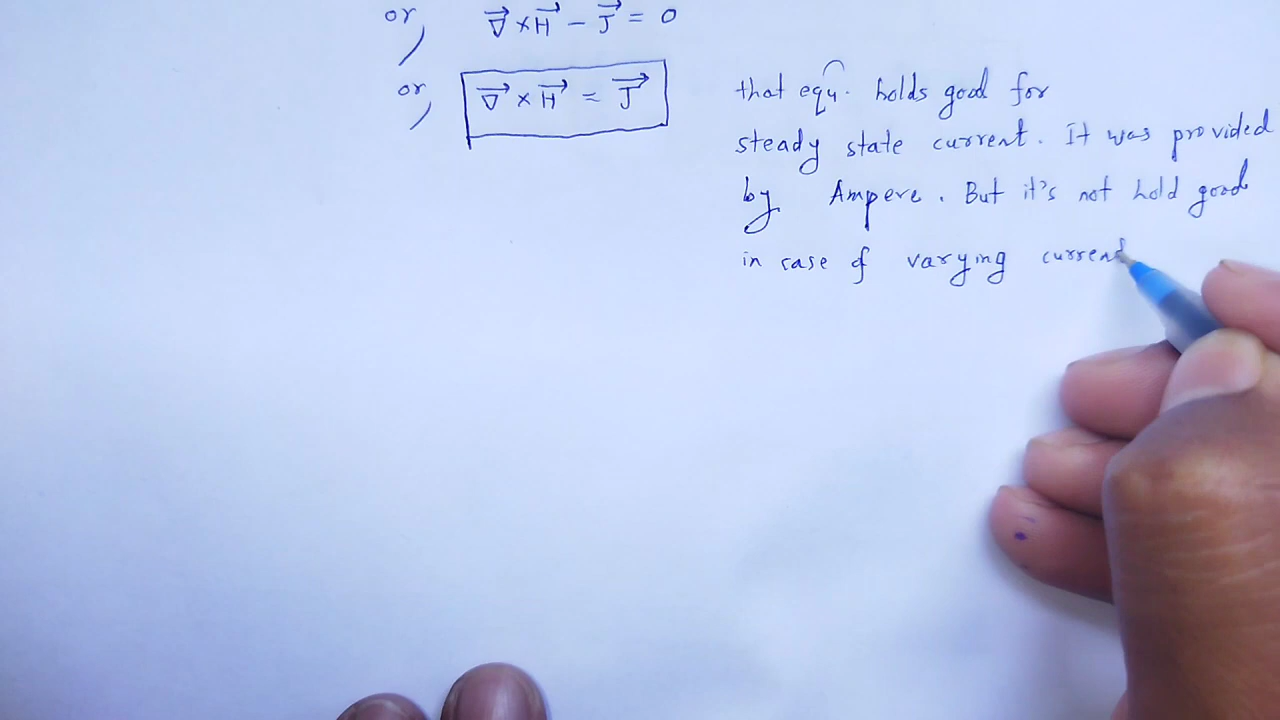 or, ∇⃗ × H⃗ − J⃗ = 0
or, ∇⃗ × H⃗ = J⃗
that equ. holds good for
steady state current. It was provided
by Ampere. But it's not hold good
in case of varying current